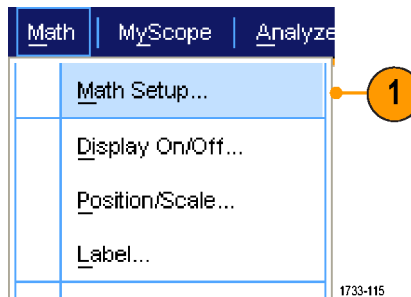 Math MyScope Analyze
Math Setup... 1
Display On/Off...
Position/Scale...
Label...
1733-115